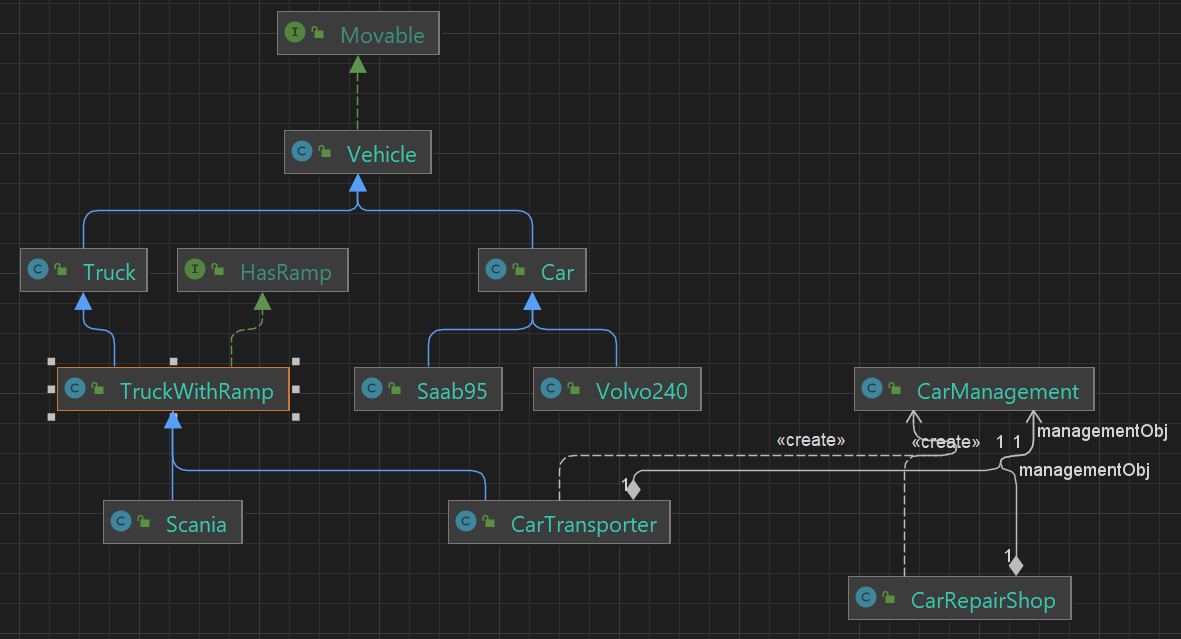 I Movable
C Vehicle
C Truck
I HasRamp
C Car
C TruckWithRamp
C Saab95
C Volvo240
C CarManagement
«create»
«create»
1 1
managementObj
managementObj
1
C Scania
C CarTransporter
1
C CarRepairShop